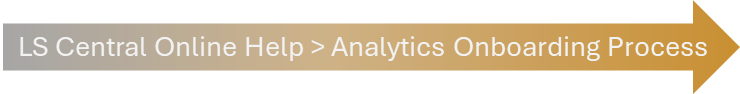 LS Central Online Help > Analytics Onboarding Process